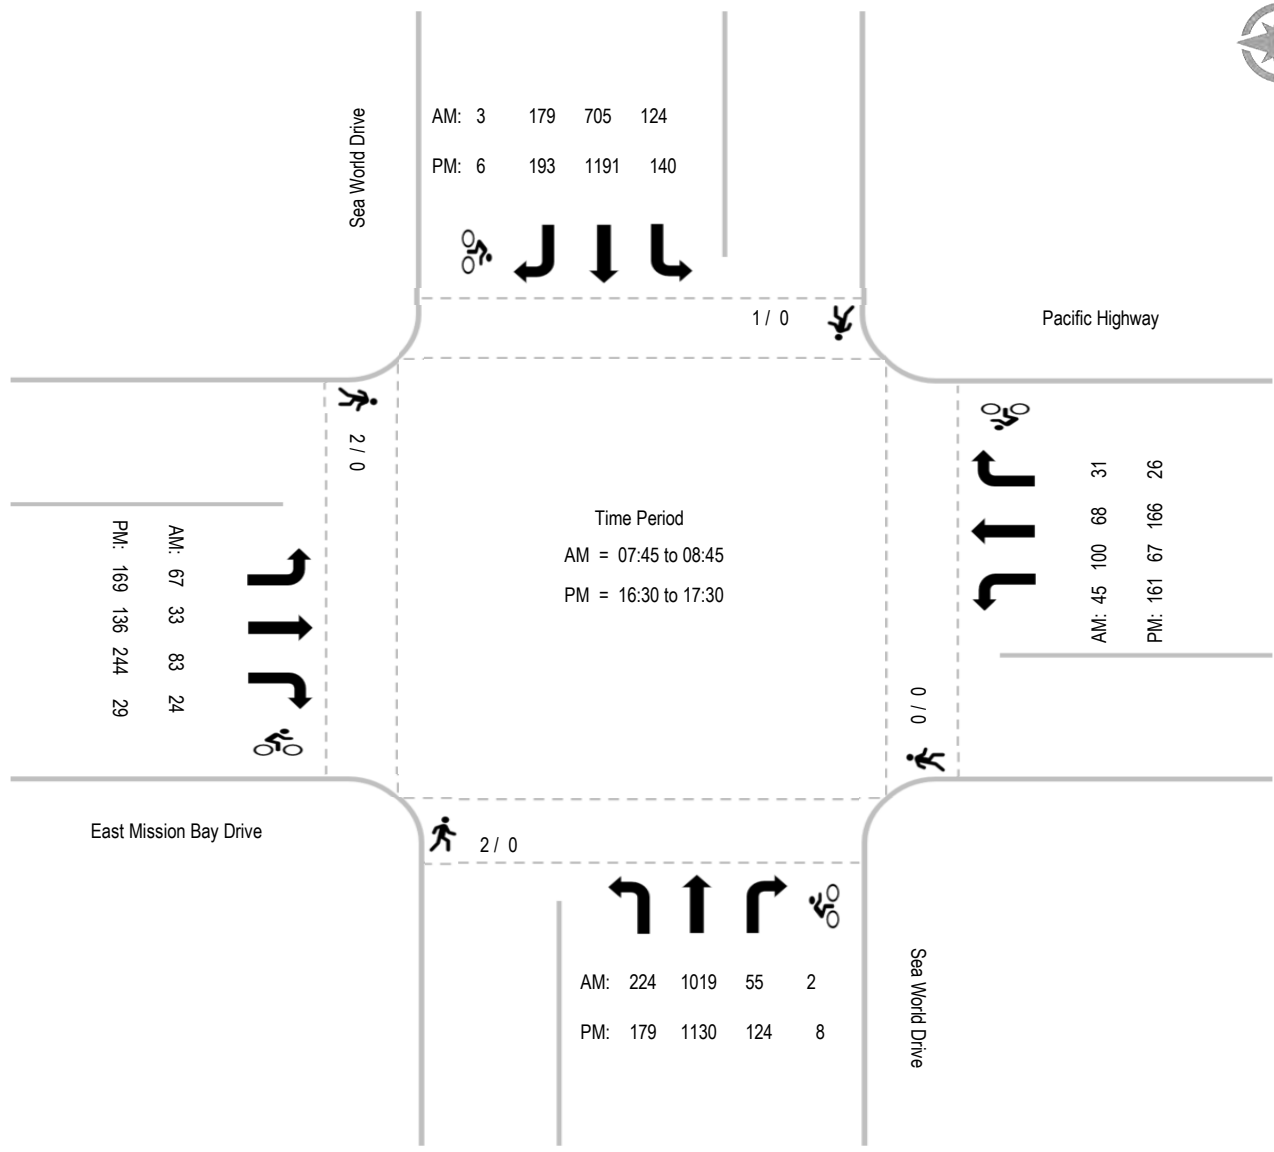 Sea World Drive
AM: 3 179 705 124
PM: 6 193 1191 140
1 / 0
Pacific Highway
2 / 0
Time Period
AM = 07:45 to 08:45
PM = 16:30 to 17:30
AM: 45 100 68 31
PM: 161 67 166 26
PM: 169 136 244 29
AM: 67 33 83 24
0 / 0
East Mission Bay Drive
2 / 0
AM: 224 1019 55 2
PM: 179 1130 124 8
Sea World Drive